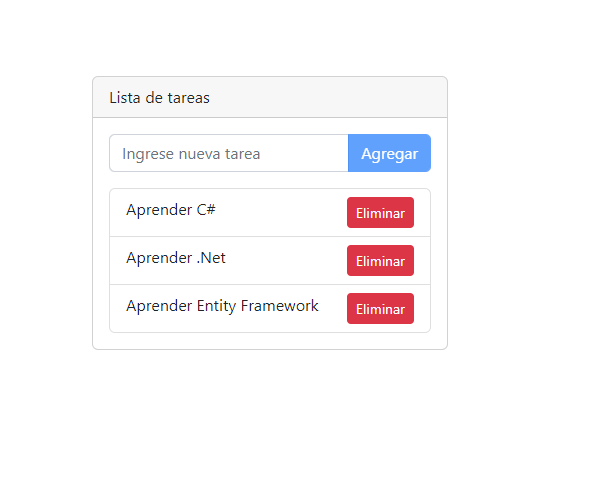 Lista de tareas
Ingrese nueva tarea Agregar
Aprender C# Eliminar
Aprender .Net Eliminar
Aprender Entity Framework Eliminar